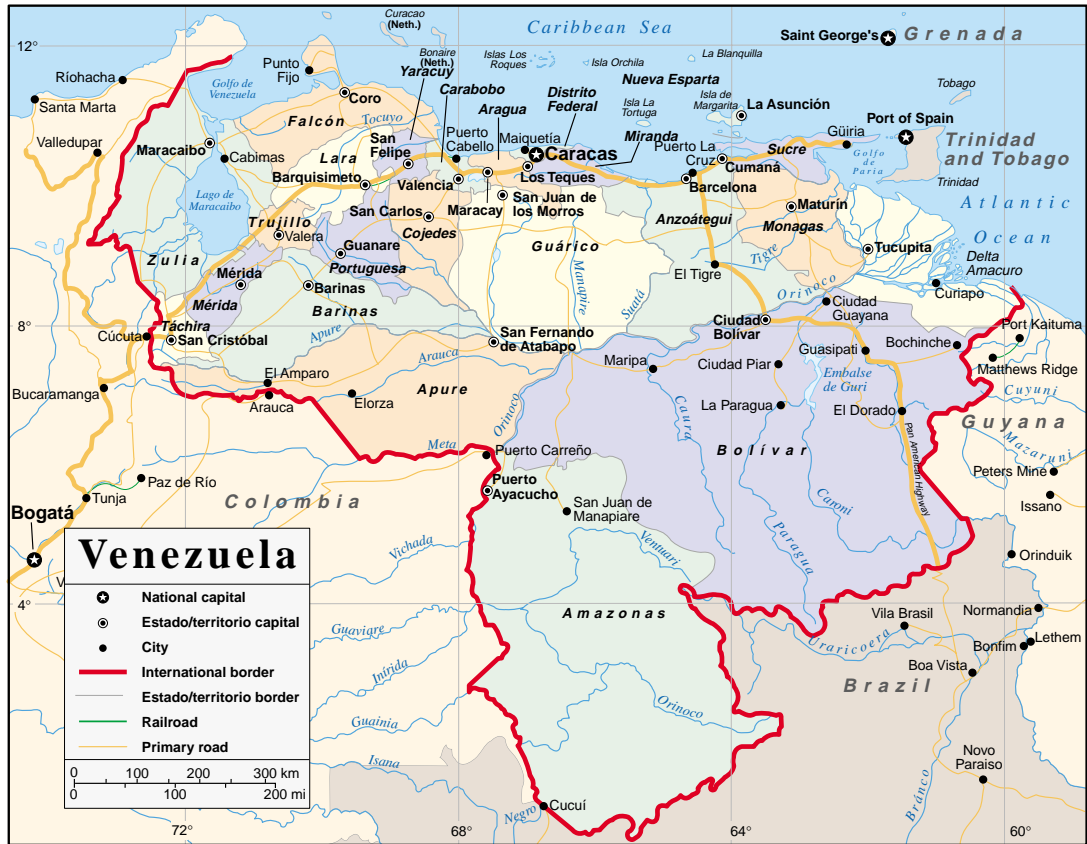 Curacao
(Neth.)
Caribbean Sea
Saint George's
Grenada
12°
Bonaire
(Neth.)
Islas Los
Roques
Isla Orchila
La Blanquilla
Ríohacha
Punto
Fijo
Golfo de
Venezuela
Yaracuy
Carabobo
Aragua
Distrito
Federal
Nueva Esparta
Isla de
Margarita
Isla La
Tortuga
La Asunción
Tobago
Santa Marta
Coro
Falcón
Tocuyo
Valledupar
Maracaibo
Cabimas
San
Felipe
Puerto
Cabello
Maiquetía
Caracas
Miranda
Puerto La
Cruz
Cumaná
Sucre
Güiria
Port of Spain
Trinidad
and Tobago
Golfo
de
Paria
Trinidad
Lara
Barquisimeto
Valencia
Los Teques
Barcelona
Lago de
Maracaibo
San Carlos
Maracay
San Juan de
los Morros
Anzoátegui
Maturín
Monagas
Atlantic
Ocean
Trujillo
Valera
Cojedes
Guárico
Guanare
Portuguesa
Tigre
Tucupita
Delta
Amacuro
Zulia
Mérida
Mérida
Barinas
Barinas
Manapire
Suatá
El Tigre
Orinoco
Curiapo
8°
Ciudad
Guayana
Port Kaituma
Cúcuta
Táchira
San Cristóbal
Apure
Arauca
San Fernando
de Atabapo
Ciudad
Bolívar
Guasipati
Bochinche
Matthews Ridge
Maripa
Ciudad Piar
Embalse
de Guri
Cuyuni
Bucaramanga
El Amparo
Arauca
Elorza
Apure
Orinoco
La Paragua
El Dorado
Caura
Guyana
Mazaruni
Meta
Puerto Carreño
Bolívar
Pan American Highway
Peters Mine
Issano
Paz de Río
Tunja
Colombia
Puerto
Ayacucho
San Juan de
Manapiare
Caroni
Paragua
Bogatá
Vichada
Ventuari
Orinduik
V
Venezuela
National capital
Estado/territorio capital
City
International border
Estado/territorio border
Railroad
Primary road
0 100 200 300 km
0 100 200 mi
4°
Amazonas
Guaviare
Vila Brasil
Uraricoera
Normandia
Bonfim
Lethem
Inírida
Boa Vista
Brazil
Guainia
Orinoco
Isana
Novo
Paraiso
Negro
Cucuí
Branco
72°
68°
64°
60°